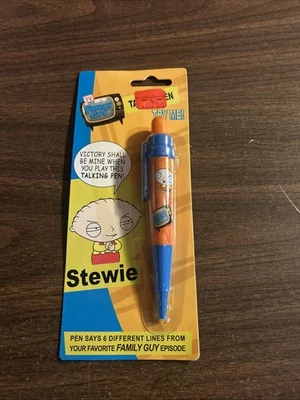 TRY ME!
VICTORY SHALL
BE MINE WHEN
YOU PLAY THIS
TALKING PEN!
Stewie
PEN SAYS 6 DIFFERENT LINES FROM
YOUR FAVORITE FAMILY GUY EPISODE